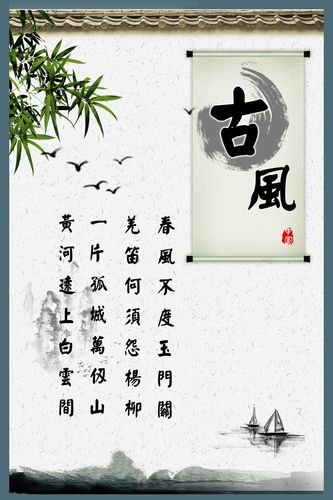 古風
黃河遠上白雲間
一片孤城萬仞山
羌笛何須怨楊柳
春風不度玉門關